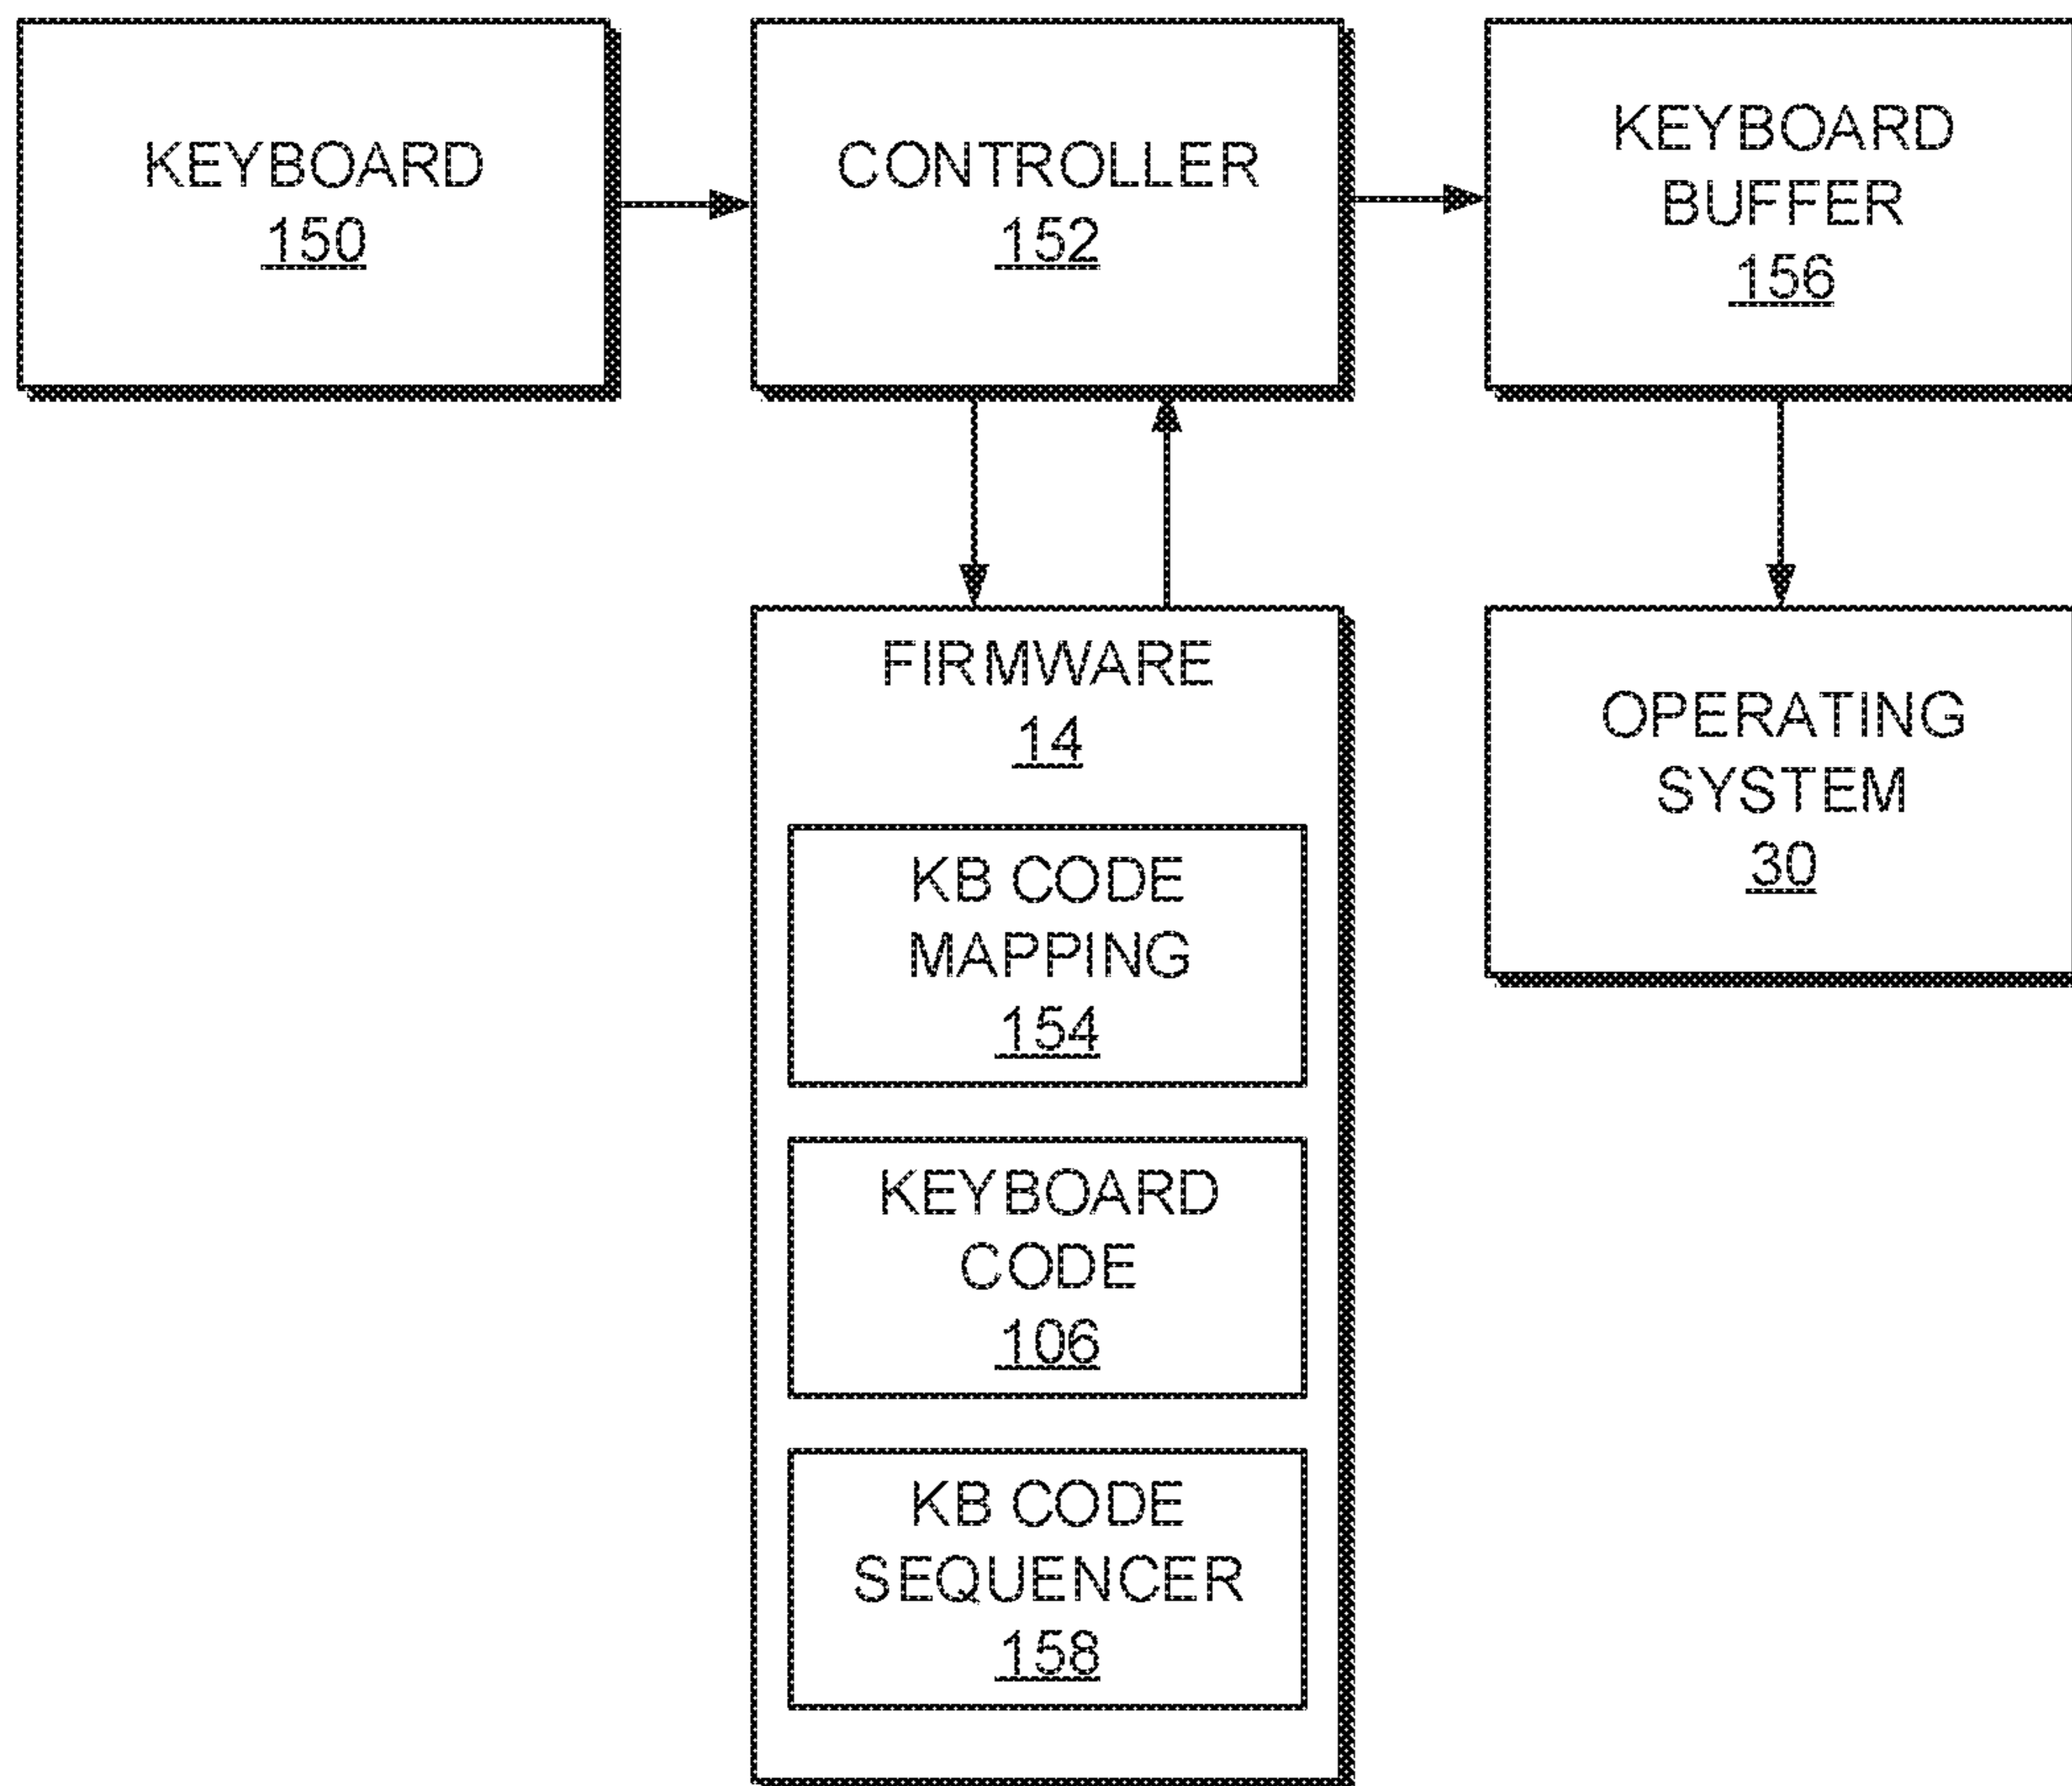 KEYBOARD
150
CONTROLLER
152
KEYBOARD
BUFFER
156
FIRMWARE
14
KB CODE
MAPPING
154
KEYBOARD
CODE
106
KB CODE
SEQUENCER
158
OPERATING
SYSTEM
30